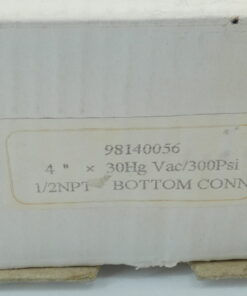 98140056
4 " × 30Hg Vac/300Psi
1/2NPT BOTTOM CONN